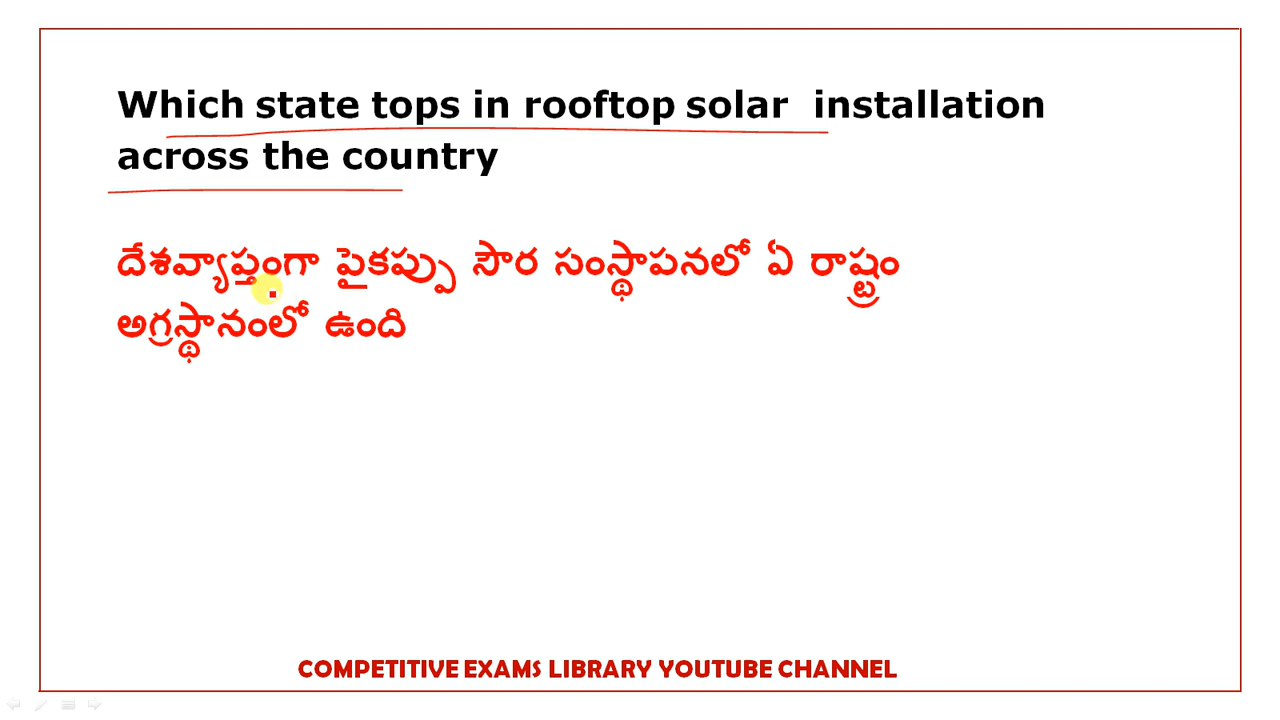 Which state tops in rooftop solar installation
across the country
దేశవ్యాప్తంగా పైకప్పు సౌర సంస్థాపనలో ఏ రాష్ట్రం
అగ్రస్థానంలో ఉంది
COMPETITIVE EXAMS LIBRARY YOUTUBE CHANNEL